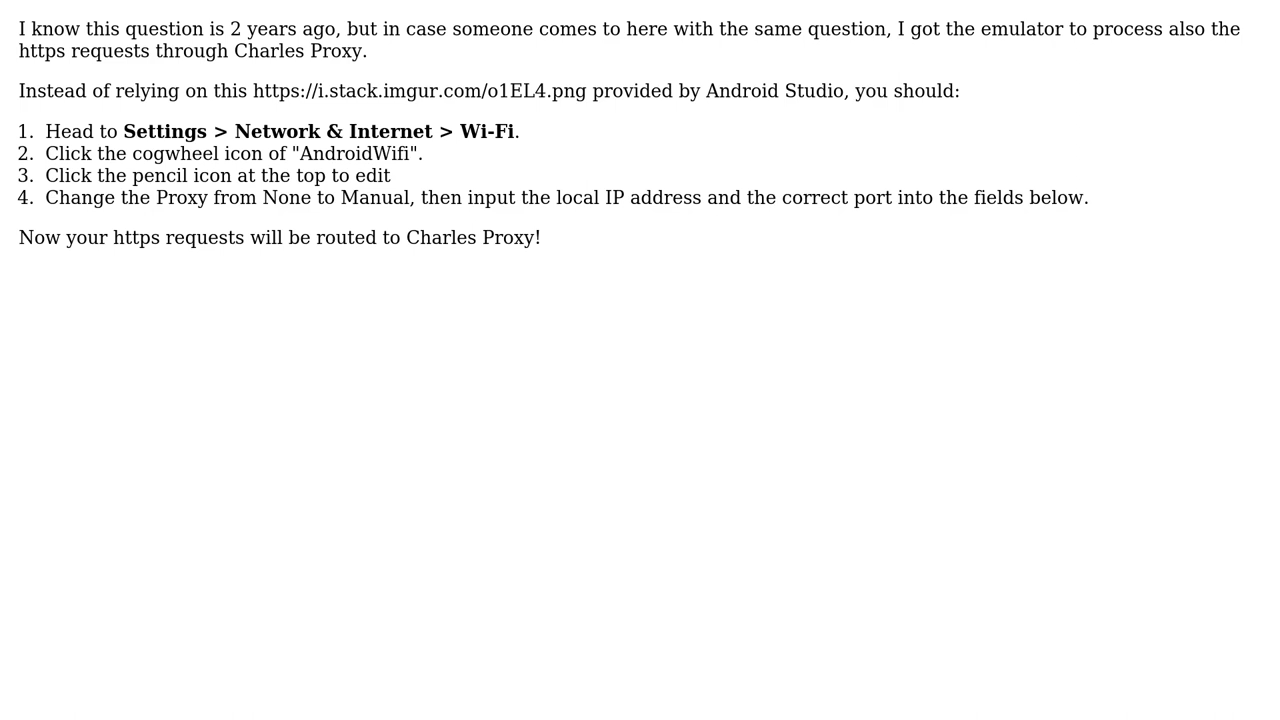 I know this question is 2 years ago, but in case someone comes to here with the same question, I got the emulator to process also the
https requests through Charles Proxy.
Instead of relying on this https://i.stack.imgur.com/o1EL4.png provided by Android Studio, you should:
1. Head to Settings > Network & Internet > Wi-Fi.
2. Click the cogwheel icon of "AndroidWifi".
3. Click the pencil icon at the top to edit
4. Change the Proxy from None to Manual, then input the local IP address and the correct port into the fields below.
Now your https requests will be routed to Charles Proxy!